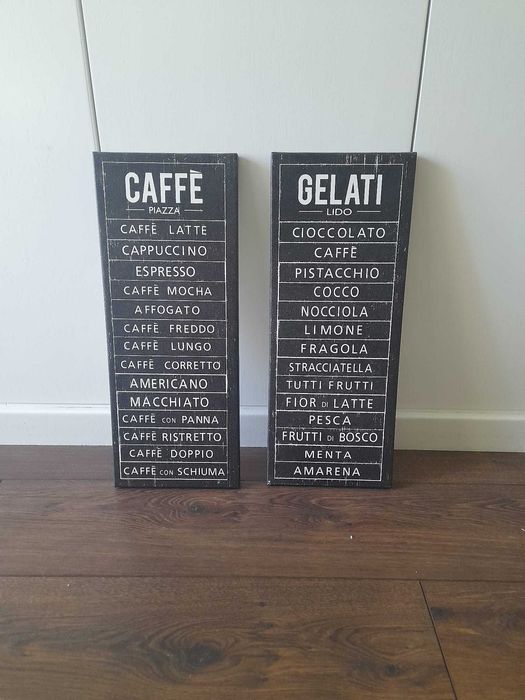 CAFFÈ
PIAZZA
CAFFÈ LATTE
CAPPUCCINO
ESPRESSO
CAFFÈ MOCHA
AFFOGATO
CAFFÈ FREDDO
CAFFÈ LUNGO
CAFFÈ CORRETTO
AMERICANO
MACCHIATO
CAFFÈ CON PANNA
CAFFÈ RISTRETTO
CAFFÈ DOPPIO
CAFFÈ CON SCHIUMA
GELATI
LIDO
CIOCCOLATO
CAFFÈ
PISTACCHIO
COCCO
NOCCIOLA
LIMONE
FRAGOLA
STRACCIATELLA
TUTTI FRUTTI
FIOR DI LATTE
PESCA
FRUTTI DI BOSCO
MENTA
AMARENA